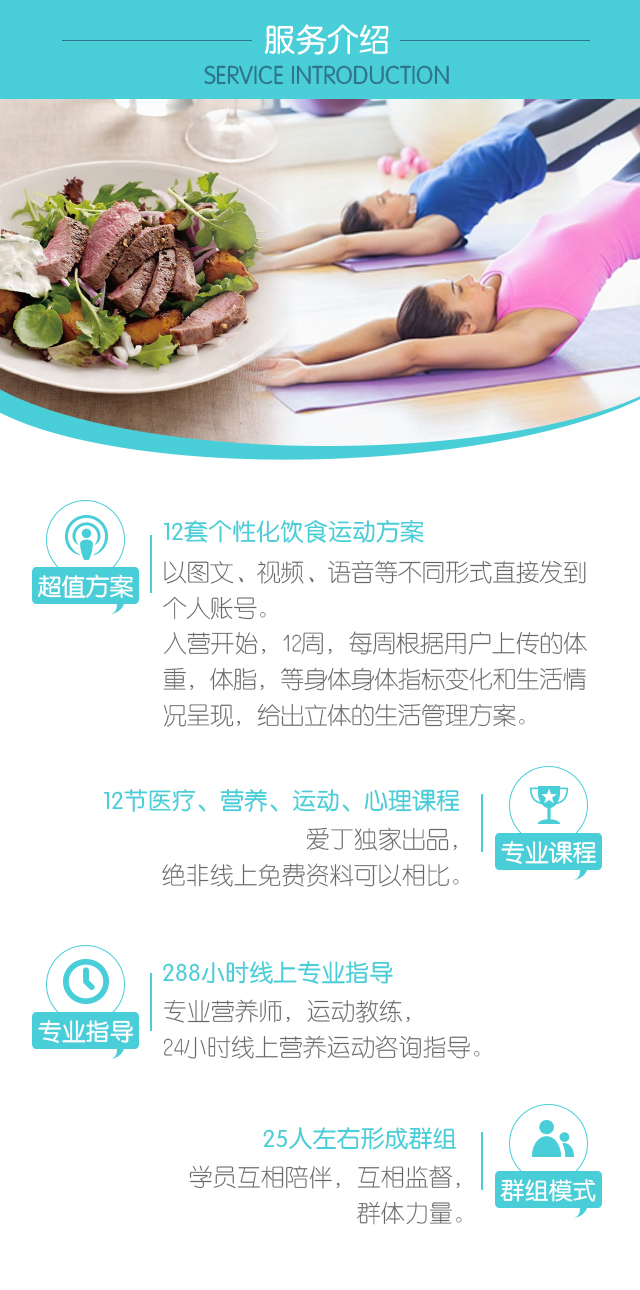 服务介绍
SERVICE INTRODUCTION
超值方案
12套个性化饮食运动方案
以图文、视频、语音等不同形式直接发到
个人账号。
入营开始，12周，每周根据用户上传的体
重，体脂，等身体身体指标变化和生活情
况呈现，给出立体的生活管理方案。
12节医疗、营养、运动、心理课程
爱丁独家出品，
绝非线上免费资料可以相比。
专业课程
专业指导
288小时线上专业指导
专业营养师，运动教练，
24小时线上营养运动咨询指导。
25人左右形成群组
学员互相陪伴，互相监督，
群体力量。
群组模式